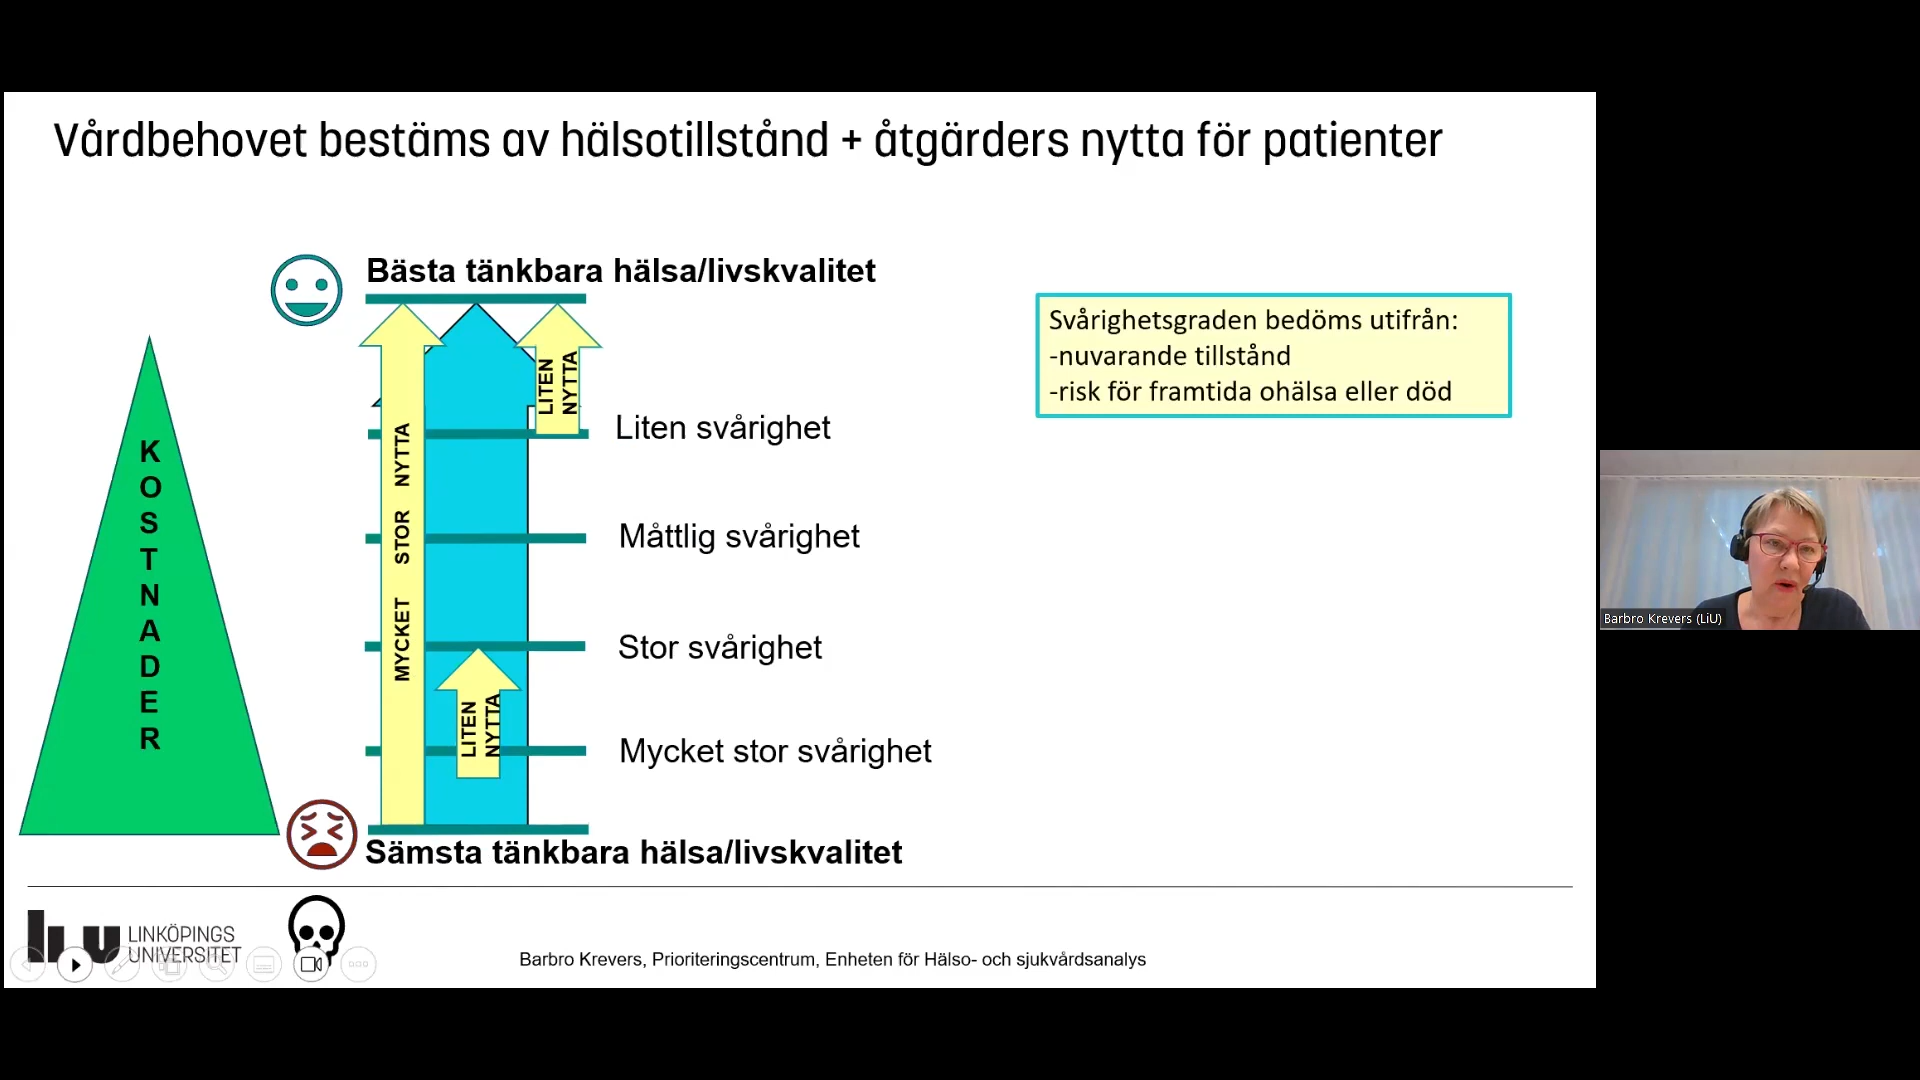 Vårdbehovet bestäms av hälsotillstånd + åtgärders nytta för patienter
Bästa tänkbara hälsa/livskvalitet
Svårighetsgraden bedöms utifrån:
-nuvarande tillstånd
-risk för framtida ohälsa eller död
KOSTNADER
MYCKET STOR NYTTA
LITEN
NYTTA
Liten svårighet
Måttlig svårighet
Stor svårighet
LITEN
NYTTA
Mycket stor svårighet
Sämsta tänkbara hälsa/livskvalitet
LiU LINKÖPINGS
UNIVERSITET
Barbro Krevers, Prioriteringscentrum, Enheten för Hälso- och sjukvårdsanalys
Barbro Krevers (LiU)